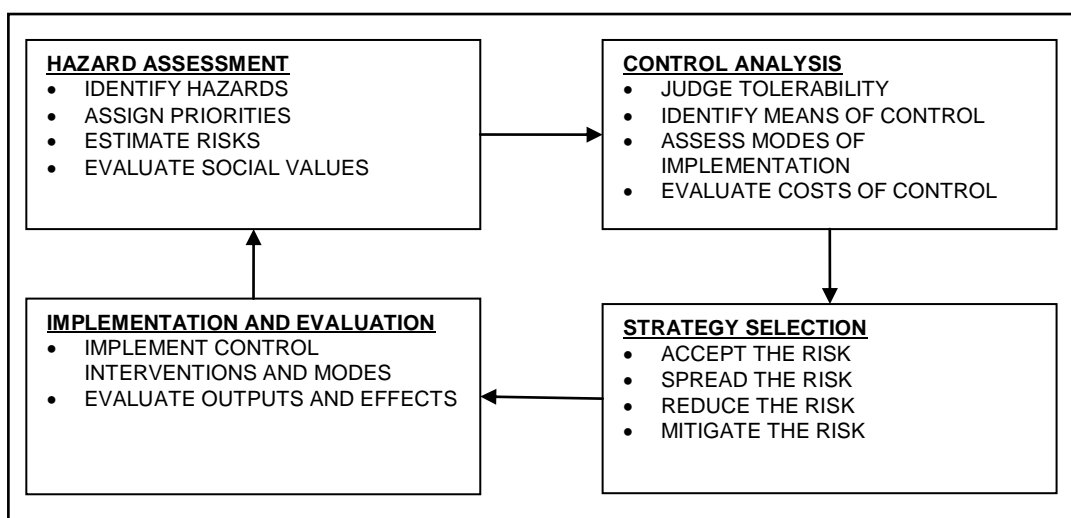 HAZARD ASSESSMENT
• IDENTIFY HAZARDS
• ASSIGN PRIORITIES
• ESTIMATE RISKS
• EVALUATE SOCIAL VALUES
CONTROL ANALYSIS
• JUDGE TOLERABILITY
• IDENTIFY MEANS OF CONTROL
• ASSESS MODES OF
IMPLEMENTATION
• EVALUATE COSTS OF CONTROL
IMPLEMENTATION AND EVALUATION
• IMPLEMENT CONTROL
INTERVENTIONS AND MODES
• EVALUATE OUTPUTS AND EFFECTS
STRATEGY SELECTION
• ACCEPT THE RISK
• SPREAD THE RISK
• REDUCE THE RISK
• MITIGATE THE RISK